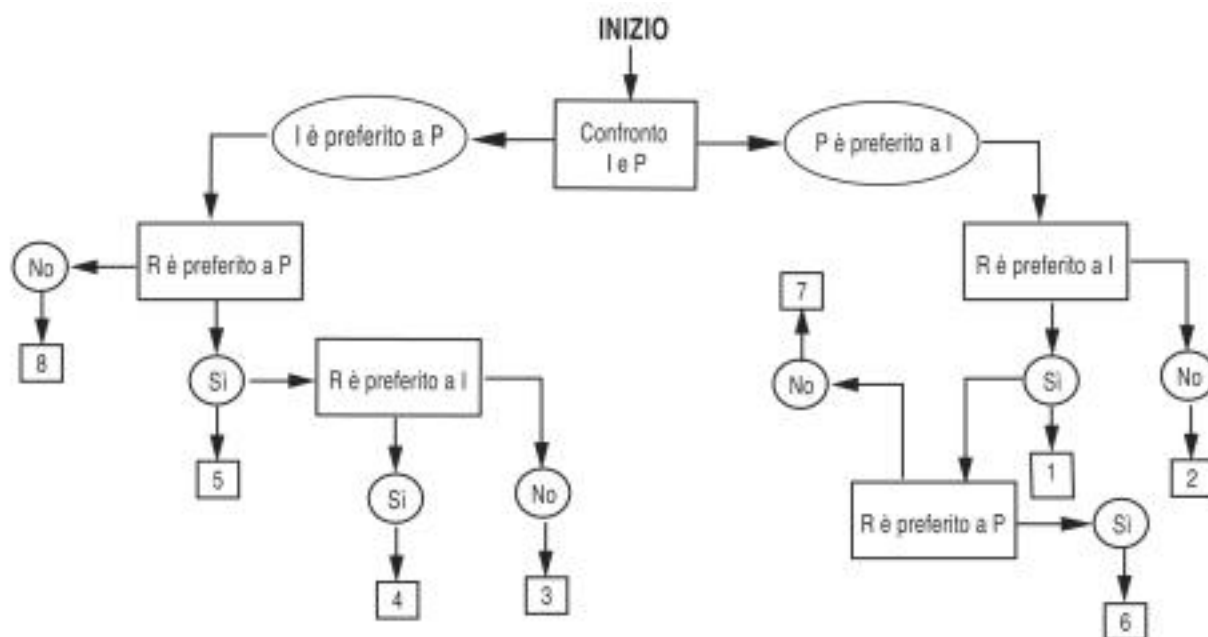 INIZIO
I è preferito a P
Confronto
I e P
P è preferito a I
R è preferito a P
No
8
Sì
5
R è preferito a I
Sì
4
No
3
R è preferito a I
7
No
Sì
1
No
2
R è preferito a P
Sì
6